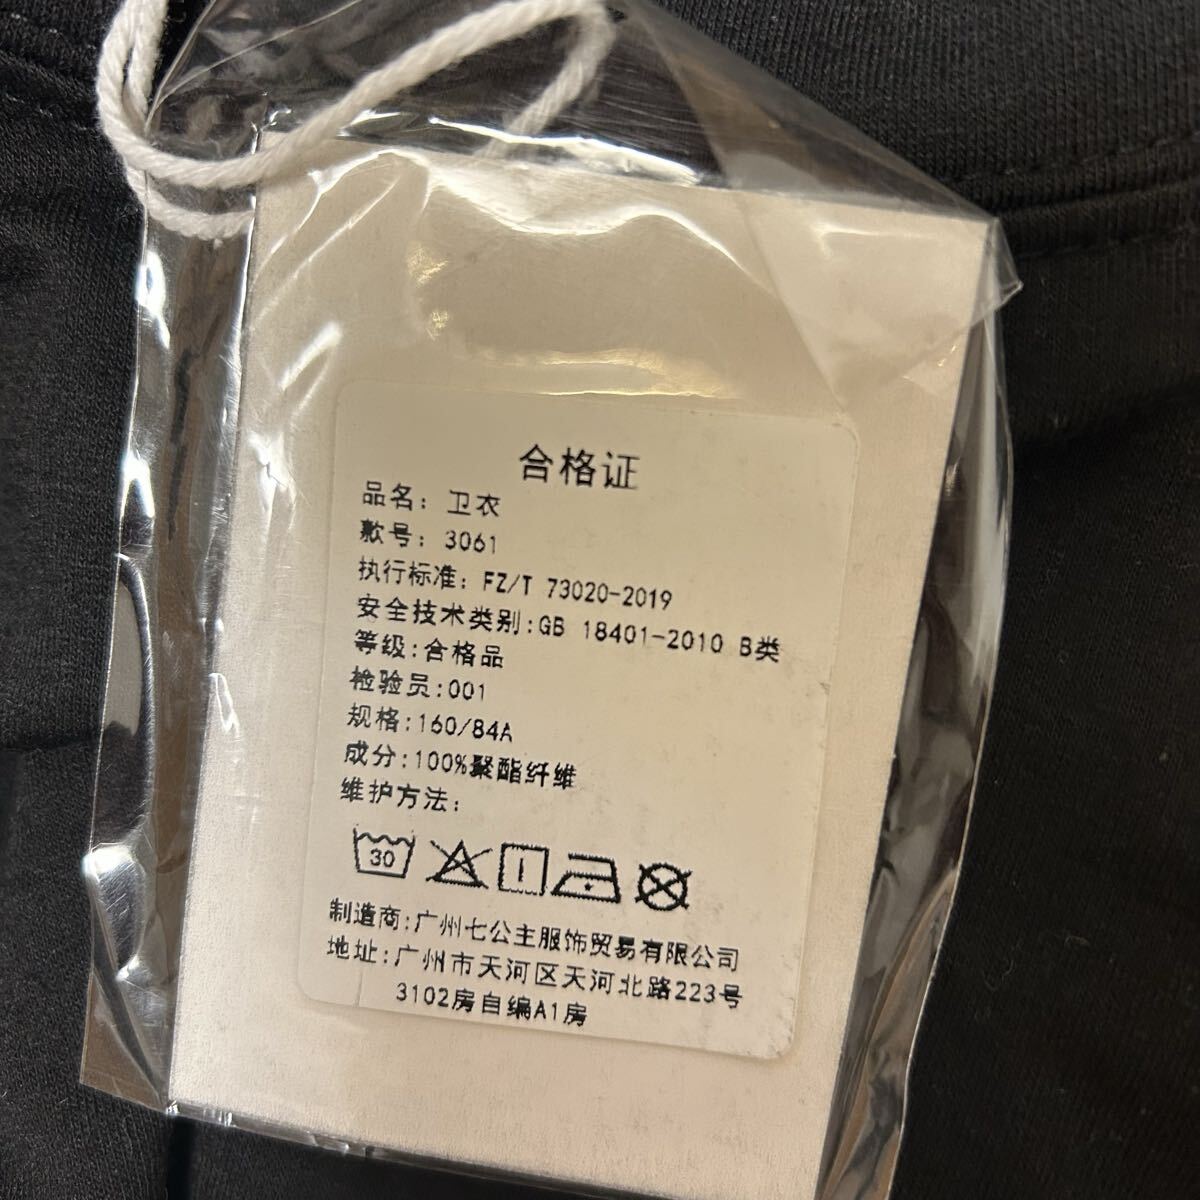 合格证
品名：卫衣
款号：3061
执行标准：FZ/T 73020-2019
安全技术类别:GB 18401-2010 B类
等级:合格品
检验员:001
规格:160/84A
成分:100%聚酯纤维
维护方法:
30
制造商:广州七公主服饰贸易有限公司
地址:广州市天河区天河北路223号
3102房自编A1房